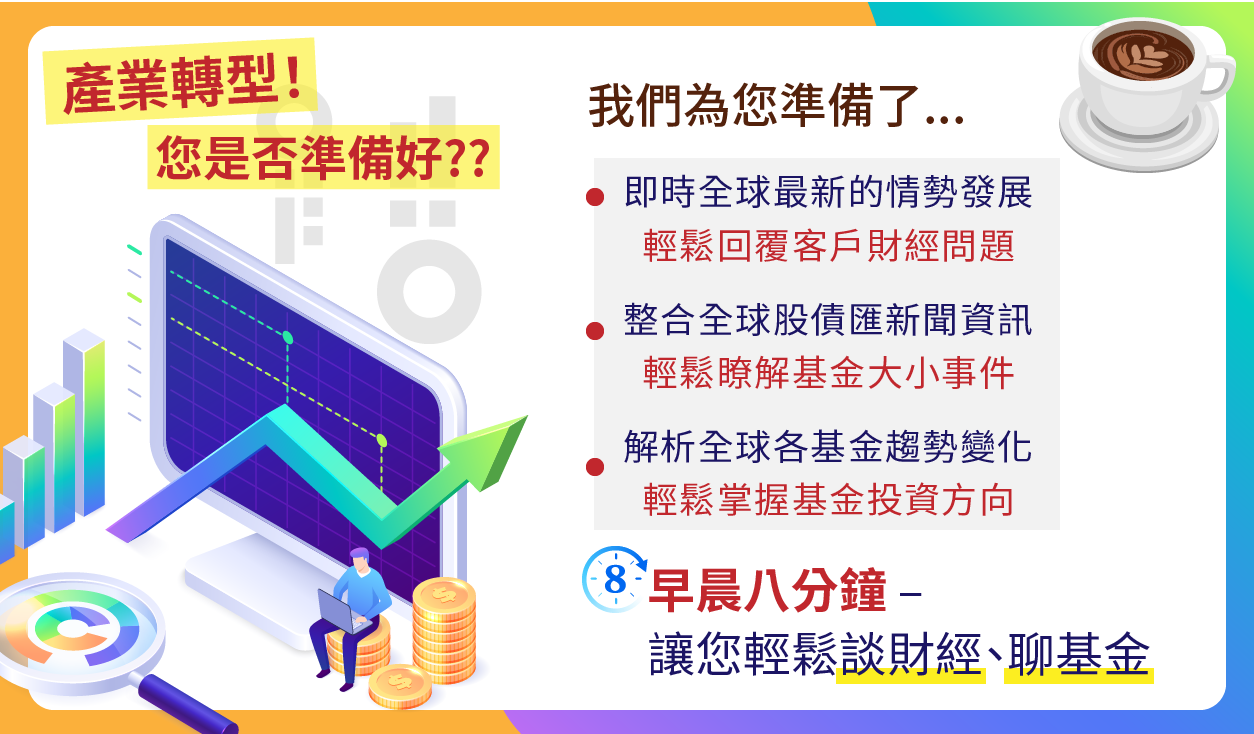 產業轉型!
您是否準備好??
我們為您準備了...
即時全球最新的情勢發展
輕鬆回覆客戶財經問題
整合全球股債匯新聞資訊
輕鬆瞭解基金大小事件
解析全球各基金趨勢變化
輕鬆掌握基金投資方向
8
早晨八分鐘 –
讓您輕鬆談財經、聊基金